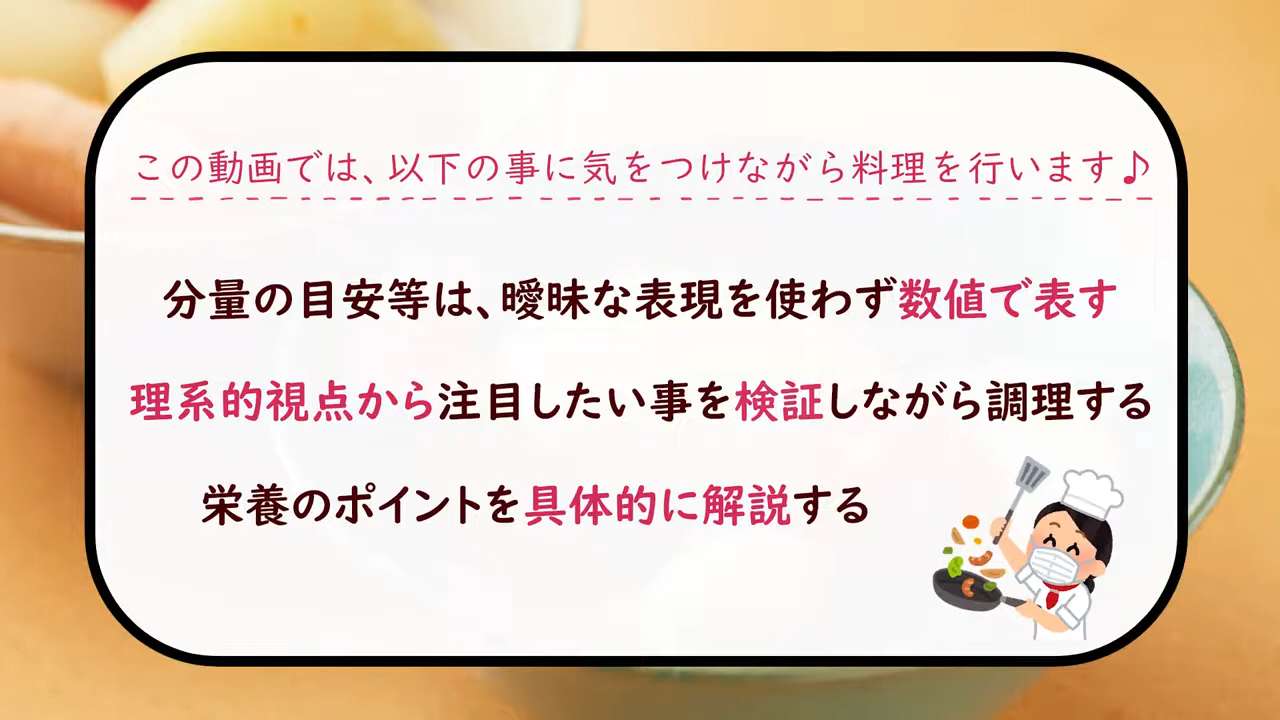 この動画では、以下の事に気をつけながら料理を行います♪
分量の目安等は、曖昧な表現を使わず数値で表す
理系的視点から注目したい事を検証しながら調理する
栄養のポイントを具体的に解説する